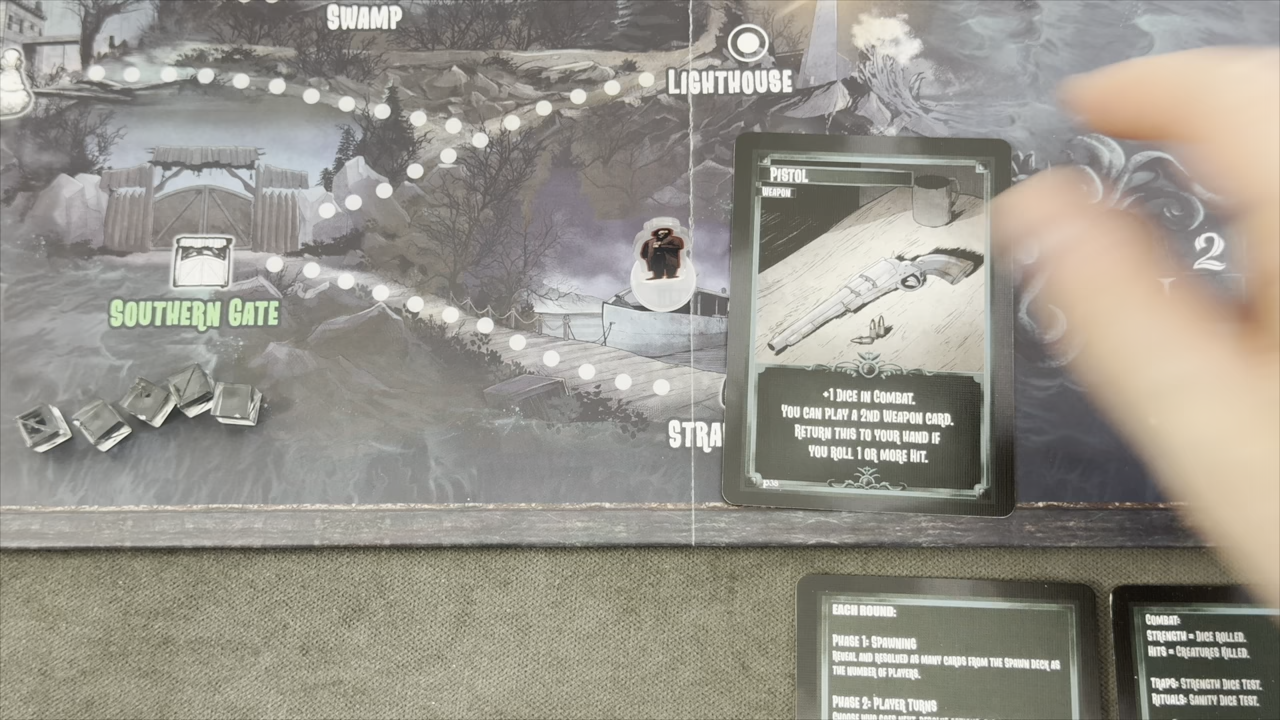 SWAMP
LIGHTHOUSE
PISTOL
WEAPON
2
SOUTHERN GATE
+1 DICE IN COMBAT.
YOU CAN PLAY A 2ND WEAPON CARD.
RETURN THIS TO YOUR HAND IF
YOU ROLL 1 OR MORE HIT.
P38
EACH ROUND:
PHASE 1: SPAWNING
REVEAL AND RESOLVED AS MANY CARDS FROM THE SPAWN DECK AS
THE NUMBER OF PLAYERS.
PHASE 2: PLAYER TURNS
COMBAT:
STRENGTH = DICE ROLLED.
HITS = CREATURES KILLED.
TRAPS: STRENGTH DICE TEST.
RITUALS: SANITY DICE TEST.